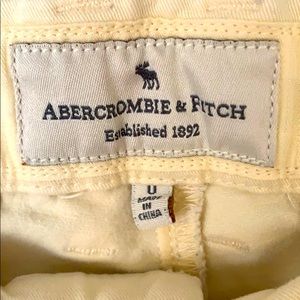 ABERCROMBIE & FITCH
Established 1892
0
MADE
IN
CHINA